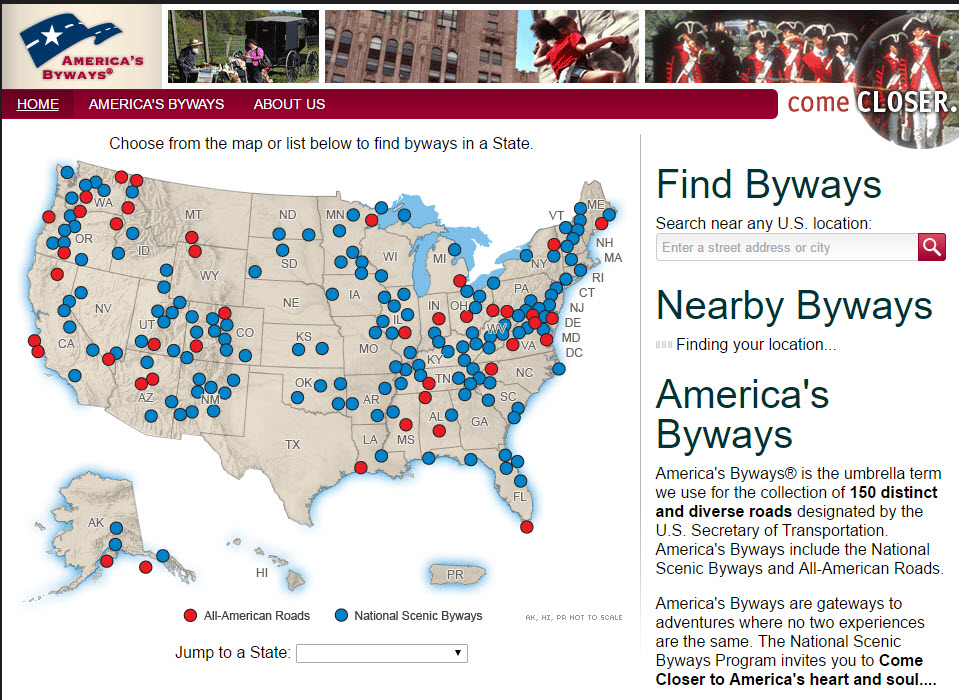 AMERICA'S
BYWAYS®
HOME AMERICA'S BYWAYS ABOUT US
come CLOSER.
Choose from the map or list below to find byways in a State.
WA
MT
ND
MN
VT
ME
OR
ID
SD
WI
MI
NY
NH
MA
WY
RI
CT
NV
NE
IA
IN
OH
PA
NJ
UT
CO
IL
WV
DE
CA
KS
MO
KY
VA
MD
DC
AZ
NM
OK
AR
TN
NC
SC
TX
LA
MS
AL
GA
FL
AK
HI
PR
All-American Roads National Scenic Byways
AK, HI, PR NOT TO SCALE
Jump to a State:
Find Byways
Search near any U.S. location:
Enter a street address or city
Nearby Byways
Finding your location...
America's
Byways
America's Byways® is the umbrella term
we use for the collection of 150 distinct
and diverse roads designated by the
U.S. Secretary of Transportation.
America's Byways include the National
Scenic Byways and All-American Roads.
America's Byways are gateways to
adventures where no two experiences
are the same. The National Scenic
Byways Program invites you to Come
Closer to America's heart and soul....